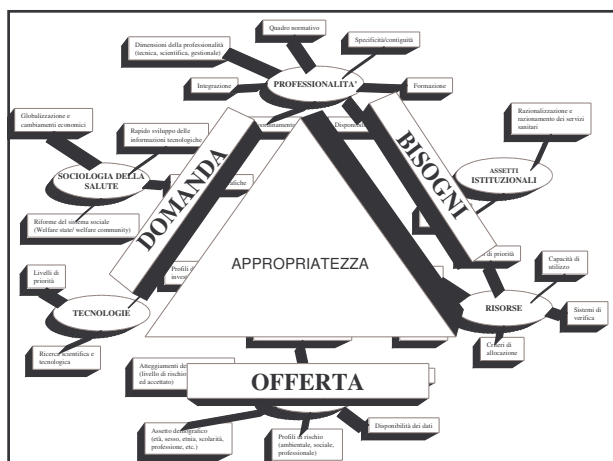 Quadro normativo
Dimensioni della professionalità
(tecnica, scientifica, gestionale)
Specificità/contiguità
PROFESSIONALITA'
Integrazione
Formazione
Globalizzazione e
cambiamenti economici
Rapido sviluppo delle
informazioni tecnologiche
Razionalizzazione e
razionamento dei servizi
sanitari
SOCIOLOGIA DELLA
SALUTE
DOMANDA
BISOGNI
ASSETTI
ISTITUZIONALI
Riforme del sistema sociale
(Welfare state/ welfare community)
di priorità
Capacità di
utilizzo
Livelli di
priorità
Profili
APPROPRIATEZZA
TECNOLOGIE
RISORSE
Sistemi di
verifica
Ricerca scientifica e
tecnologica
Criteri di
allocazione
Atteggiamenti
(livello di rischio
ed accettato)
OFFERTA
Assetto demografico
(età, sesso, etnia, scolarità,
professione, etc.)
Profili di rischio
(ambientale, sociale,
professionale)
Disponibilità dei dati